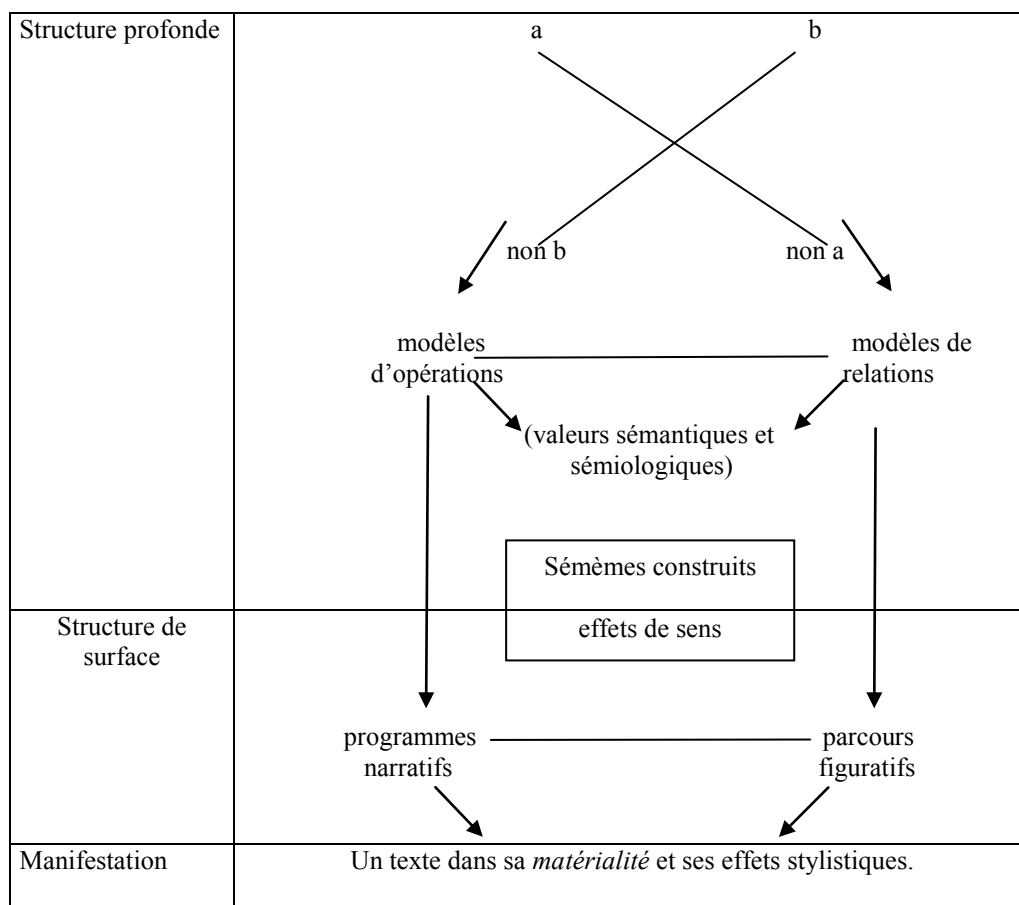 Structure profonde
a b
non b non a
modèles modèles de
d’opérations relations
(valeurs sémantiques et
sémiologiques)
Sémèmes construits
Structure de
surface
effets de sens
programmes parcours
narratifs figuratifs
Manifestation
Un texte dans sa matérialité et ses effets stylistiques.